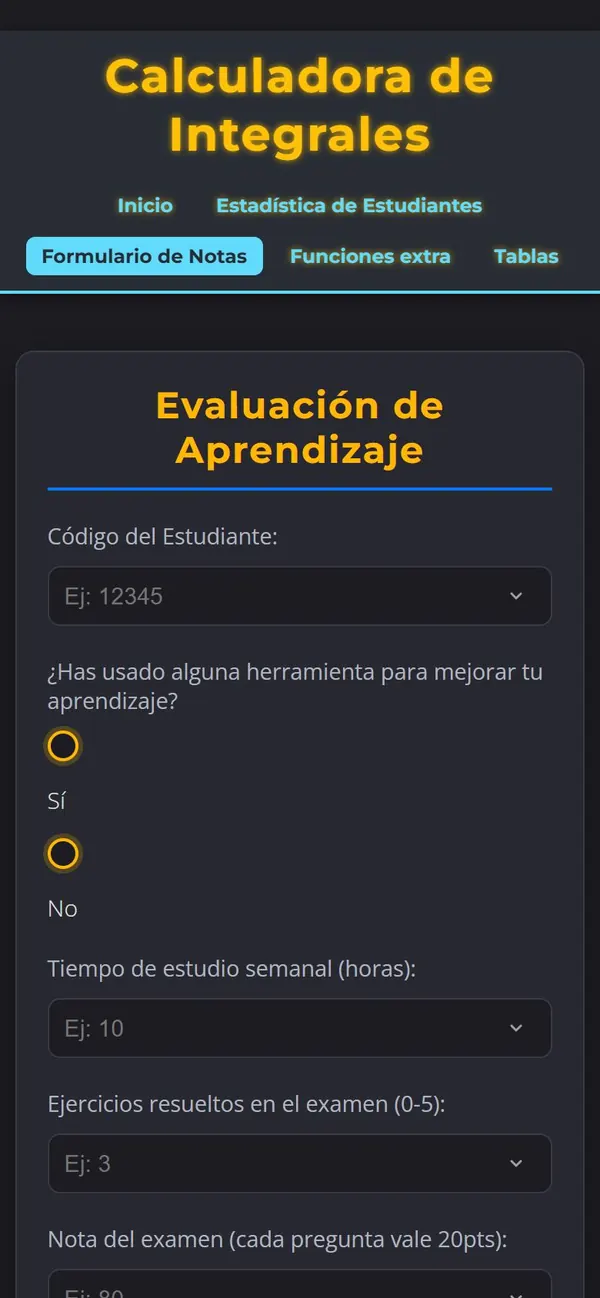 Calculadora de
Integrales
Inicio Estadística de Estudiantes
Formulario de Notas Funciones extra Tablas
Evaluación de
Aprendizaje
Código del Estudiante:
Ej: 12345
¿Has usado alguna herramienta para mejorar tu
aprendizaje?
Sí
No
Tiempo de estudio semanal (horas):
Ej: 10
Ejercicios resueltos en el examen (0-5):
Ej: 3
Nota del examen (cada pregunta vale 20pts):
Ej: 80